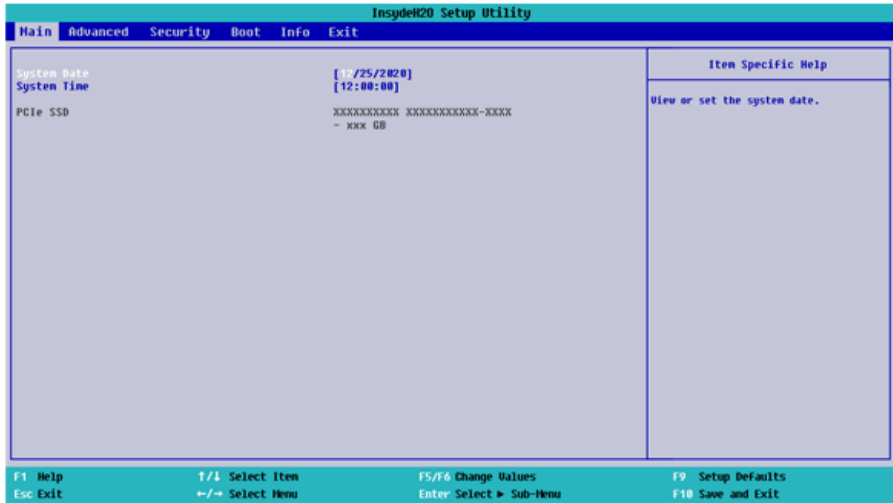 InsydeH20 Setup Utility
Main Advanced Security Boot Info Exit
System Date [12/25/2020]
System Time [12:00:00]
PCIe SSD XXXXXXXXXX XXXXXXXXXXX-XXXX
- xxx GB
Item Specific Help
View or set the system date.
F1 Help ↑/↓ Select Item F5/F6 Change Values F9 Setup Defaults
Esc Exit ←/→ Select Menu Enter Select ► Sub-Menu F10 Save and Exit